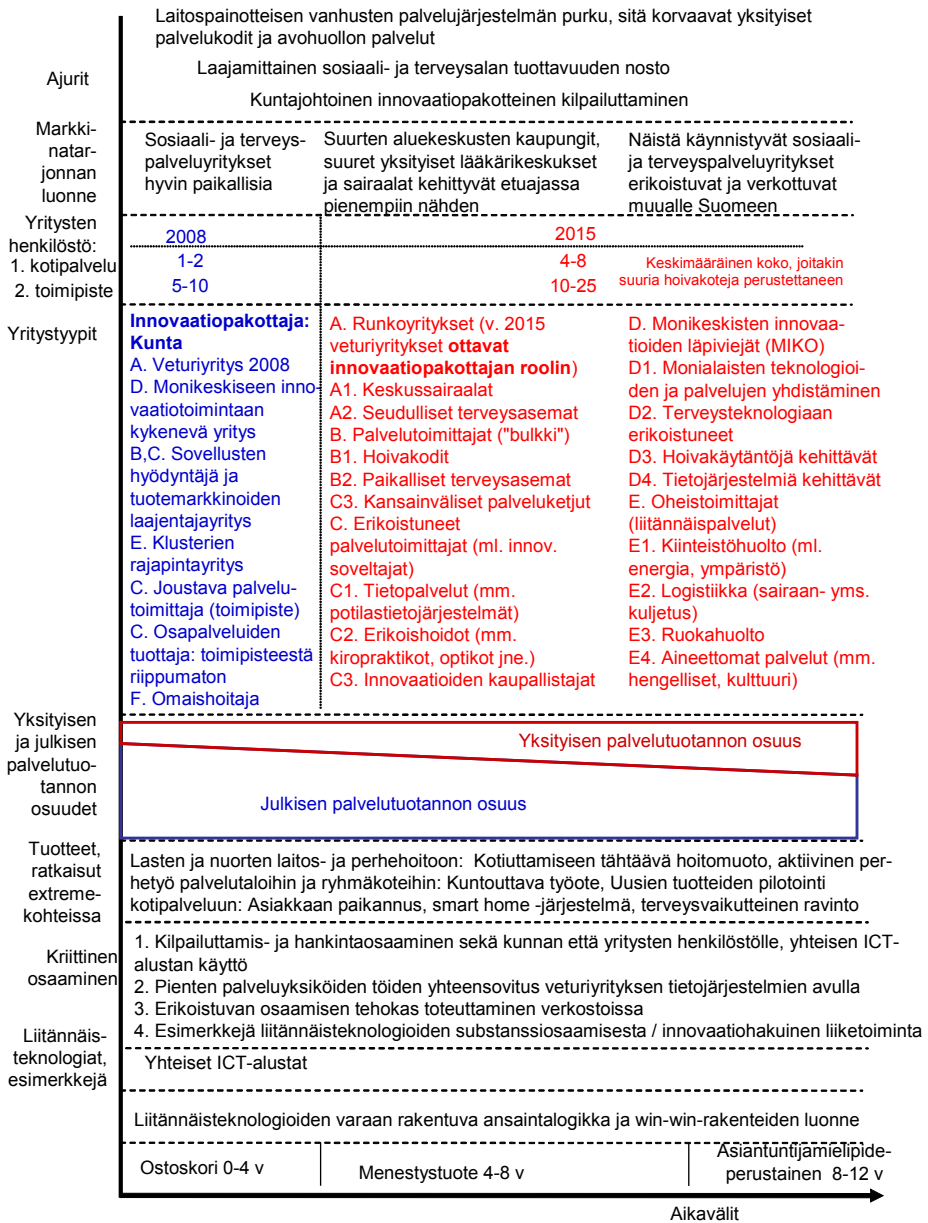 Laitospainotteisen vanhusten palvelujärjestelmän purku, sitä korvaavat yksityiset
palvelukodit ja avohuollon palvelut
Ajurit
Laajamittainen sosiaali- ja terveysalan tuottavuuden nosto
Kuntajohtoinen innovaatiopakotteinen kilpailuttaminen
Markki-
natar-
jonnan
luonne
Sosiaali- ja terveys-
palveluyritykset
hyvin paikallisia
Suurten aluekeskusten kaupungit,
suuret yksityiset lääkärikeskukset
ja sairaalat kehittyvät etuajassa
pienempiin nähden
Näistä käynnistyvät sosiaali-
ja terveyspalveluyritykset
erikoistuvat ja verkottuvat
muualle Suomeen
Yritysten
henkilöstö:
1. kotipalvelu
2. toimipiste
2008
1-2
5-10
2015
4-8
10-25
Keskimääräinen koko, joitakin
suuria hoivakoteja perustettaneen
Yritystyypit
Innovaatiopakottaja:
Kunta
A. Veturiyritys 2008
D. Monikeskiseen inno-
vaatiotoimintaan
kykenevä yritys
B,C. Sovellusten
hyödyntäjä ja
tuotemarkkinoiden
laajentajayritys
E. Klusterien
rajapintayritys
C. Joustava palvelu-
toimittaja (toimipiste)
C. Osapalveluiden
tuottaja: toimipisteestä
riippumaton
F. Omaishoitaja
A. Runkoyritykset (v. 2015
veturiyritykset ottavat
innovaatiopakottajan roolin)
A1. Keskussairaalat
A2. Seudulliset terveysasemat
B. Palvelutoimittajat ("bulkki")
B1. Hoivakodit
B2. Paikalliset terveysasemat
C3. Kansainväliset palveluketjut
C. Erikoistuneet
palvelutoimittajat (ml. innov.
soveltajat)
C1. Tietopalvelut (mm.
potilastietojärjestelmät)
C2. Erikoishoidot (mm.
kiropraktikot, optikot jne.)
C3. Innovaatioiden kaupallistajat
D. Monikeskisten innovaa-
tioiden läpiviejät (MIKO)
D1. Monialaisten teknologioi-
den ja palvelujen yhdistäminen
D2. Terveysteknologiaan
erikoistuneet
D3. Hoivakäytäntöjä kehittävät
D4. Tietojärjestelmiä kehittävät
E. Oheistoimittajat
(liitännäispalvelut)
E1. Kiinteistöhuolto (ml.
energia, ympäristö)
E2. Logistiikka (sairaan- yms.
kuljetus)
E3. Ruokahuolto
E4. Aineettomat palvelut (mm.
hengelliset, kulttuuri)
Yksityisen
ja julkisen
palvelutuo-
tannon
osuudet
Yksityisen palvelutuotannon osuus
Julkisen palvelutuotannon osuus
Tuotteet,
ratkaisut
extreme-
kohteissa
Lasten ja nuorten laitos- ja perhehoitoon: Kotiuttamiseen tähtäävä hoitomuoto, aktiivinen per-
hetyö palvelutaloihin ja ryhmäkoteihin: Kuntouttava työote, Uusien tuotteiden pilotointi
kotipalveluun: Asiakkaan paikannus, smart home -järjestelmä, terveysvaikutteinen ravinto
Kriittinen
osaaminen
1. Kilpailuttamis- ja hankintaosaaminen sekä kunnan että yritysten henkilöstölle, yhteisen ICT-
alustan käyttö
2. Pienten palveluyksiköiden töiden yhteensovitus veturiyrityksen tietojärjestelmien avulla
3. Erikoistuvan osaamisen tehokas toteuttaminen verkostoissa
4. Esimerkkejä liitännäisteknologioiden substanssiosaamisesta / innovaatiohakuinen liiketoiminta
Liitännäis-
teknologiat,
esimerkkejä
Yhteiset ICT-alustat
Liitännäisteknologioiden varaan rakentuva ansaintalogikka ja win-win-rakenteiden luonne
Ostoskori 0-4 v
Menestystuote 4-8 v
Asiantuntijamielipide-
perustainen 8-12 v
Aikavälit